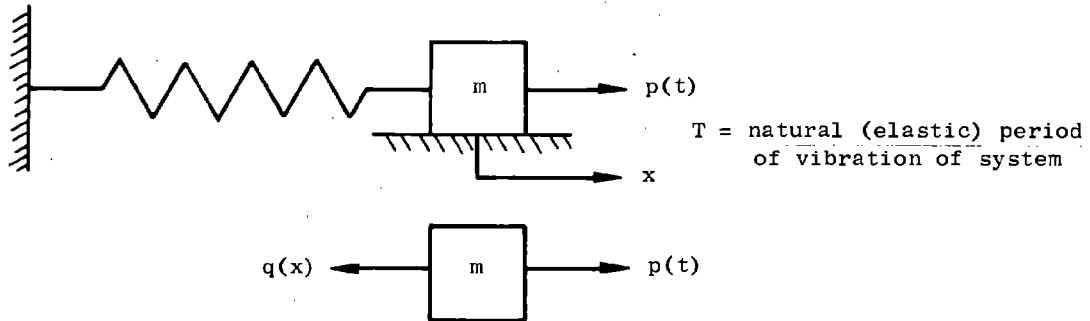 m
p(t)
T = natural (elastic) period
of vibration of system
x
q(x)
m
p(t)